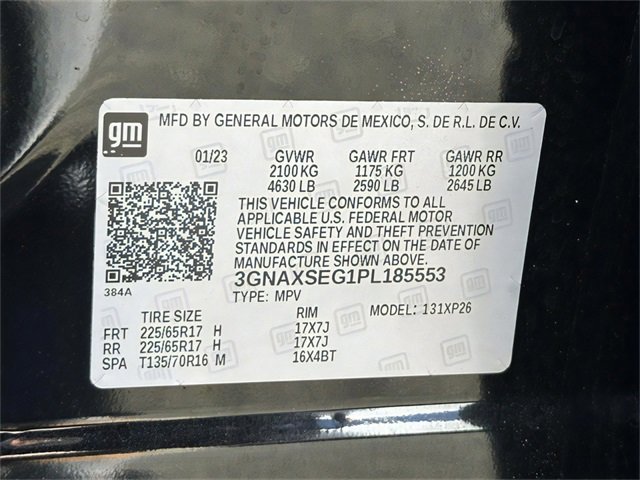 gm MFD BY GENERAL MOTORS DE MEXICO, S. DE R.L. DE C.V.
01/23 GVWR GAWR FRT GAWR RR
2100 KG 1175 KG 1200 KG
4630 LB 2590 LB 2645 LB
THIS VEHICLE CONFORMS TO ALL
APPLICABLE U.S. FEDERAL MOTOR
VEHICLE SAFETY AND THEFT PREVENTION
STANDARDS IN EFFECT ON THE DATE OF
MANUFACTURE SHOWN ABOVE.
3GNAXSEG1PL185553
384A
TYPE: MPV MODEL: 131XP26
TIRE SIZE RIM
FRT 225/65R17 H 17X7J
RR 225/65R17 H 17X7J
SPA T135/70R16 M 16X4BT